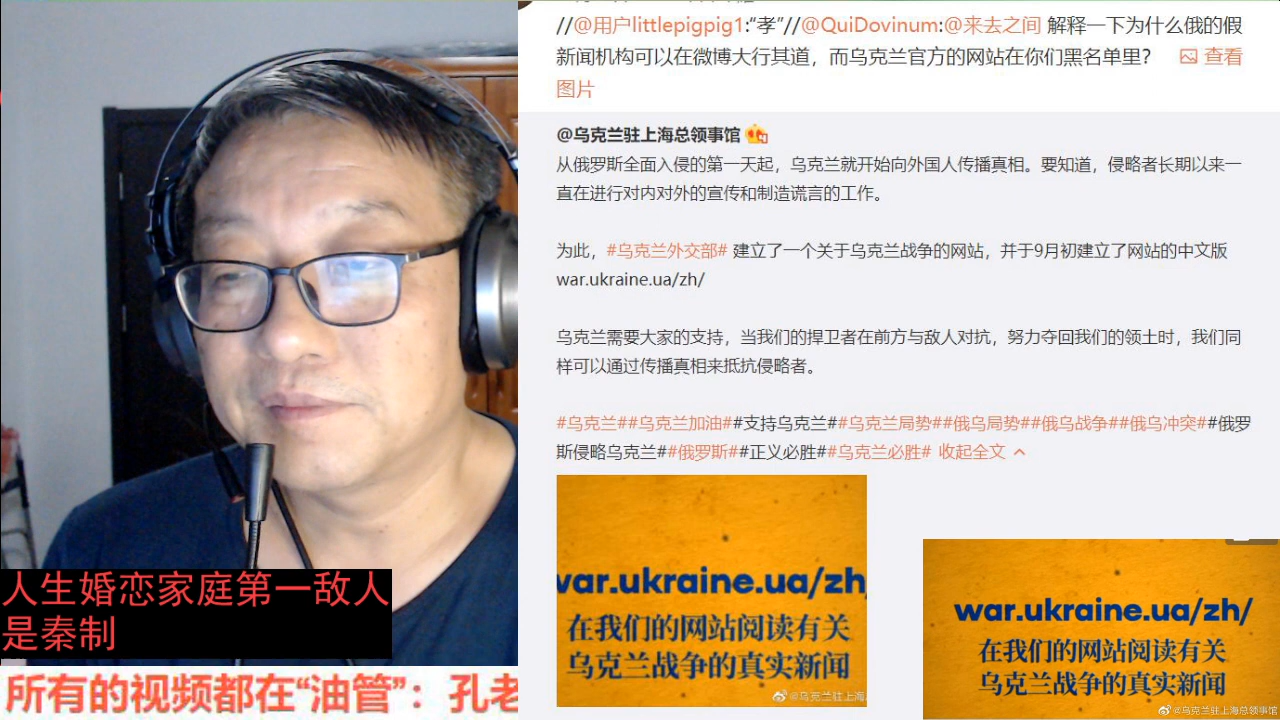 //@用户littlepigpig1:“孝”//@QuiDovinum:@来去之间 解释一下为什么俄的假
新闻机构可以在微博大行其道，而乌克兰官方的网站在你们黑名单里？ 查看
图片
@乌克兰驻上海总领事馆
从俄罗斯全面入侵的第一天起，乌克兰就开始向外国人传播真相。要知道，侵略者长期以来一
直在进行对内对外的宣传和制造谎言的工作。
为此，#乌克兰外交部# 建立了一个关于乌克兰战争的网站，并于9月初建立了网站的中文版
war.ukraine.ua/zh/
乌克兰需要大家的支持，当我们的捍卫者在前方与敌人对抗，努力夺回我们的领土时，我们同
样可以通过传播真相来抵抗侵略者。
#乌克兰##乌克兰加油##支持乌克兰##乌克兰局势##俄乌局势##俄乌战争##俄乌冲突##俄罗
斯侵略乌克兰##俄罗斯##正义必胜##乌克兰必胜# 收起全文
war.ukraine.ua/zh/
在我们的网站阅读有关
乌克兰战争的真实新闻
@乌克兰驻上海
war.ukraine.ua/zh/
在我们的网站阅读有关
乌克兰战争的真实新闻
@乌克兰驻上海总领事馆
人生婚恋家庭第一敌人
是秦制
所有的视频都在“油管”：孔老